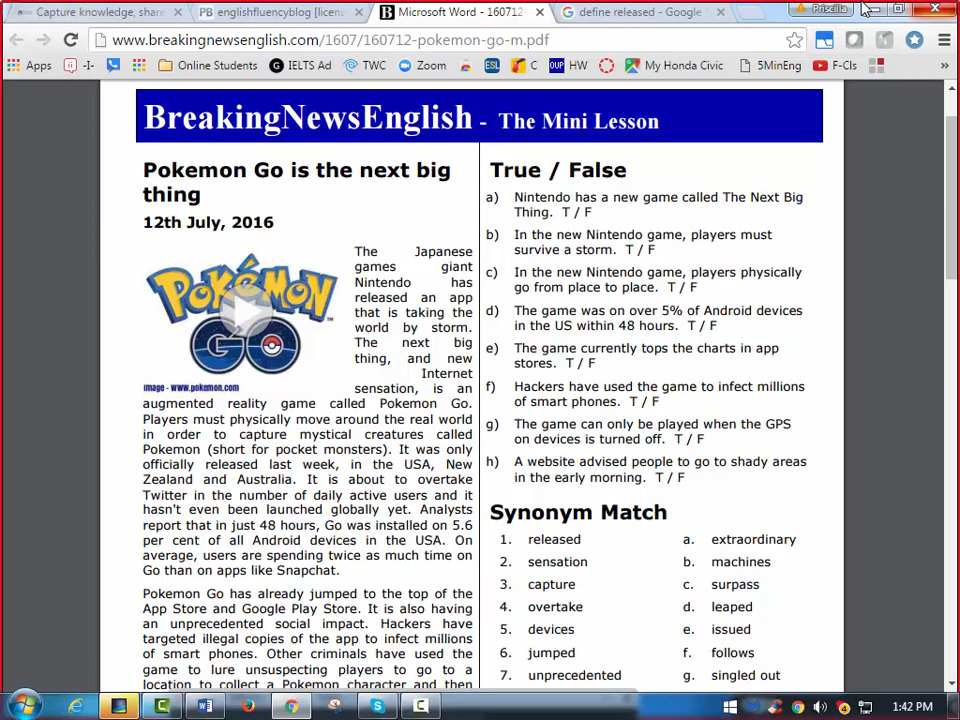 Capture knowledge, share
englishfluencyblog [licens
Microsoft Word - 160712
define released - Google
Priscilla
www.breakingnewsenglish.com/1607/160712-pokemon-go-m.pdf
Apps
-I-
Online Students
IELTS Ad
TWC
Zoom
ESL
C
OUP
HW
My Honda Civic
5MinEng
F-Cls
»
BreakingNewsEnglish - The Mini Lesson
Pokemon Go is the next big
thing
12th July, 2016
POKÉMON
GO
image - www.pokemon.com
The Japanese
games giant
Nintendo has
released an app
that is taking the
world by storm.
The next big
thing, and new
Internet
sensation, is an
augmented reality game called Pokemon Go.
Players must physically move around the real world
in order to capture mystical creatures called
Pokemon (short for pocket monsters). It was only
officially released last week, in the USA, New
Zealand and Australia. It is about to overtake
Twitter in the number of daily active users and it
hasn't even been launched globally yet. Analysts
report that in just 48 hours, Go was installed on 5.6
per cent of all Android devices in the USA. On
average, users are spending twice as much time on
Go than on apps like Snapchat.
Pokemon Go has already jumped to the top of the
App Store and Google Play Store. It is also having
an unprecedented social impact. Hackers have
targeted illegal copies of the app to infect millions
of smart phones. Other criminals have used the
game to lure unsuspecting players to go to a
location to collect a Pokemon character and then
True / False
a) Nintendo has a new game called The Next Big
Thing. T / F
b) In the new Nintendo game, players must
survive a storm. T / F
c) In the new Nintendo game, players physically
go from place to place. T / F
d) The game was on over 5% of Android devices
in the US within 48 hours. T / F
e) The game currently tops the charts in app
stores. T / F
f) Hackers have used the game to infect millions
of smart phones. T / F
g) The game can only be played when the GPS
on devices is turned off. T / F
h) A website advised people to go to shady areas
in the early morning. T / F
Synonym Match
1. released a. extraordinary
2. sensation b. machines
3. capture c. surpass
4. overtake d. leaped
5. devices e. issued
6. jumped f. follows
7. unprecedented g. singled out
1:42 PM